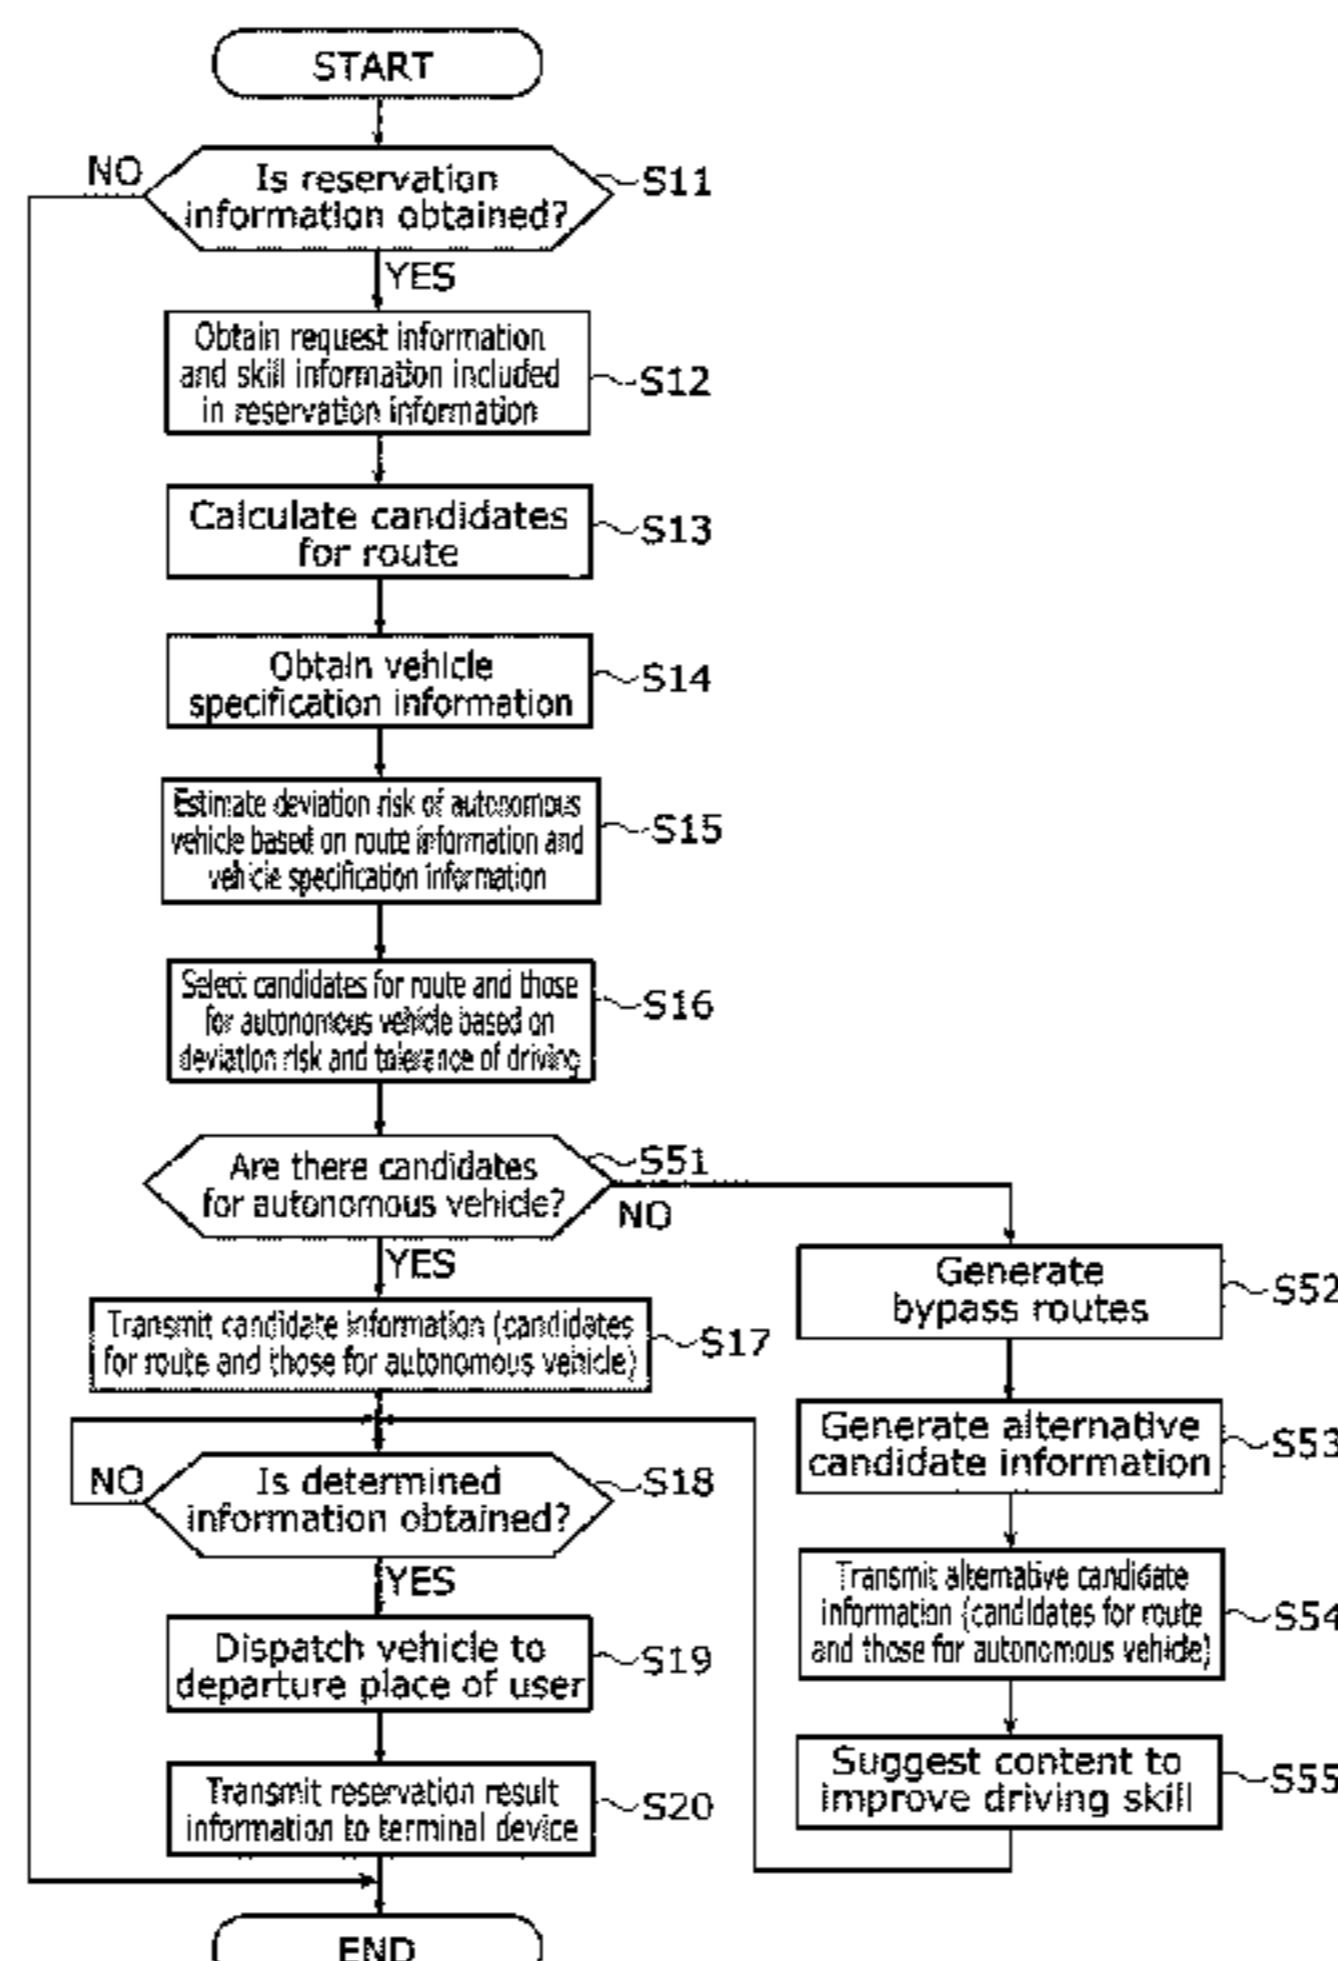 START
NO
Is reservation
information obtained?
S11
YES
Obtain request information
and skill information included
in reservation information
S12
Calculate candidates
for route
S13
Obtain vehicle
specification information
S14
Estimate deviation risk of autonomous
vehicle based on route information and
vehicle specification information
S15
Select candidates for route and those
for autonomous vehicle based on
deviation risk and tolerance of driving
S16
Are there candidates
for autonomous vehicle?
S51
NO
YES
Generate
bypass routes
S52
Transmit candidate information (candidates
for route and those for autonomous vehicle)
S17
Generate alternative
candidate information
S53
NO
Is determined
information obtained?
S18
YES
Transmit alternative candidate
information (candidates for route
and those for autonomous vehicle)
S54
Dispatch vehicle to
departure place of user
S19
Suggest content to
improve driving skill
S55
Transmit reservation result
information to terminal device
S20
END